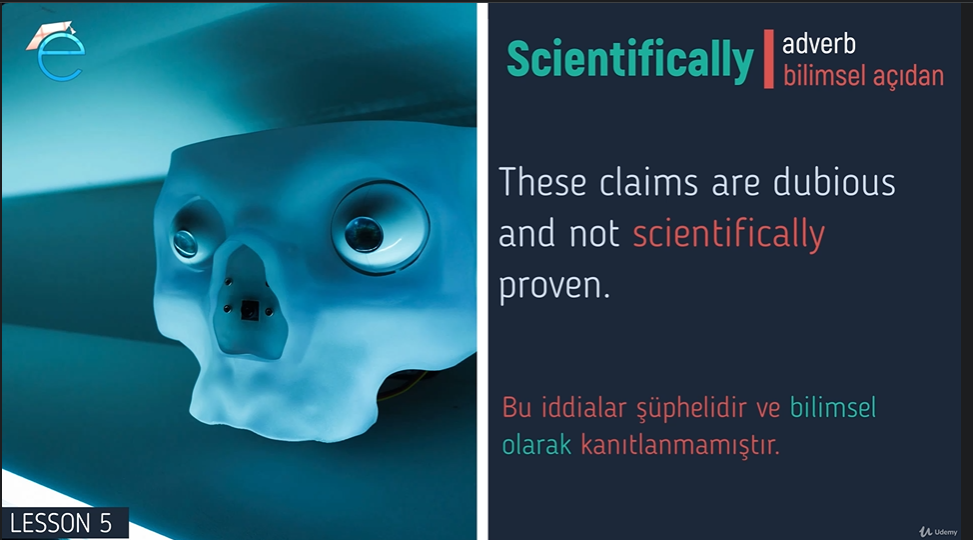 Scientifically
adverb
bilimsel açıdan
These claims are dubious
and not scientifically
proven.
Bu iddialar şüphelidir ve bilimsel
olarak kanıtlanmamıştır.
LESSON 5
Udemy